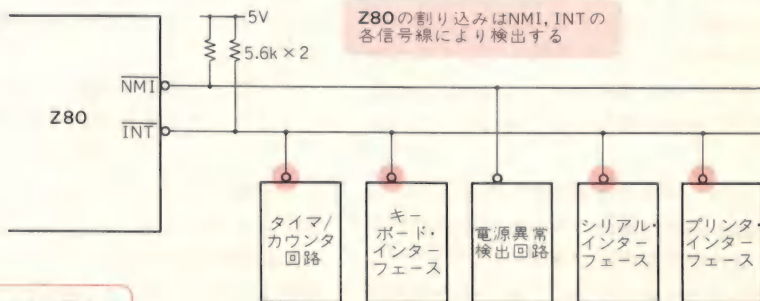 5V
5.6k×2
Z80の割り込みはNMI, INTの
各信号線により検出する
NMI
Z80
INT
タイマ/
カウンタ
回路
キー
ボード・
インター
フェース
電源異常
検出回路
シリアル・
インター
フェース
プリンタ・
インター
フェース